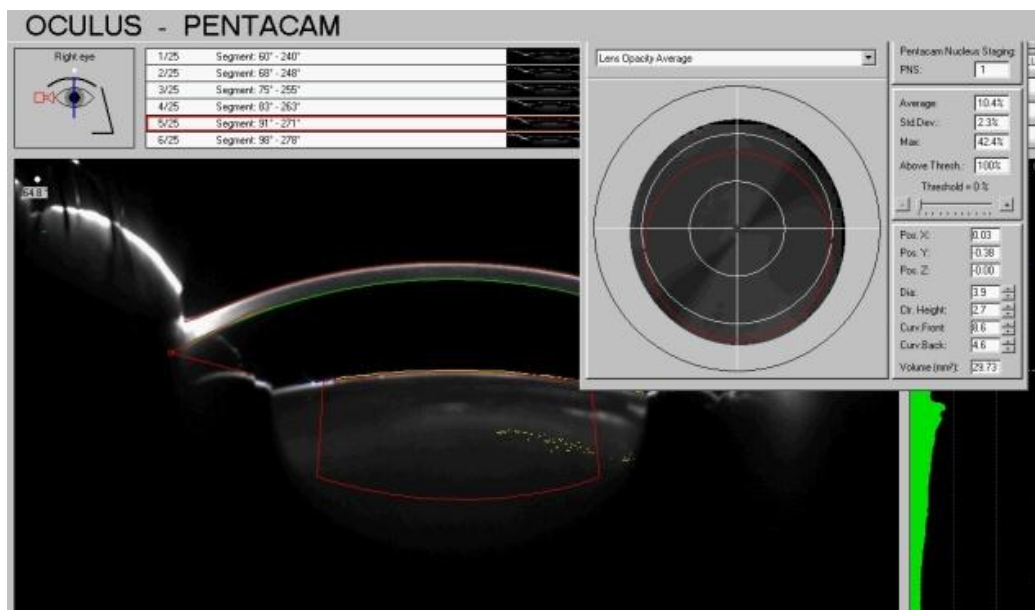 OCULUS - PENTACAM
Right eye
1/25 Segment: 60° - 240°
2/25 Segment: 68° - 248°
3/25 Segment: 75° - 255°
4/25 Segment: 83° - 263°
5/25 Segment: 91° - 271°
6/25 Segment: 98° - 278°
64.8°
Lens Opacity Average
Pentacam Nucleus Staging:
PNS: 1
Average: 10.4%
Std.Dev.: 2.3%
Max: 42.4%
Above Thresh.: 100%
Threshold = 0 %
- +
Pos. X: 0.03
Pos. Y: -0.38
Pos. Z: -0.00
Dia: 3.9
Ctr. Height: 2.7
Curv.Front: 8.6
Curv.Back: 4.6
Volume (mm³): 29.73